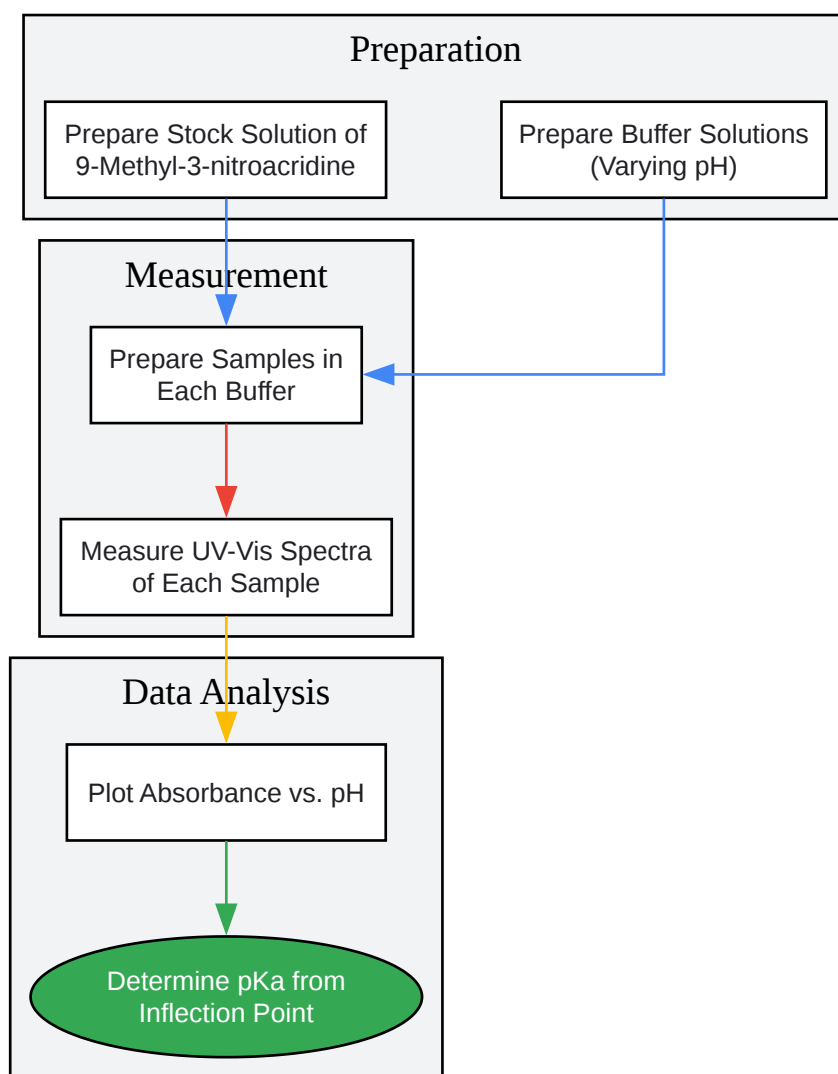 Preparation
Prepare Stock Solution of
9-Methyl-3-nitroacridine
Prepare Buffer Solutions
(Varying pH)
Measurement
Prepare Samples in
Each Buffer
Measure UV-Vis Spectra
of Each Sample
Data Analysis
Plot Absorbance vs. pH
Determine pKa from
Inflection Point